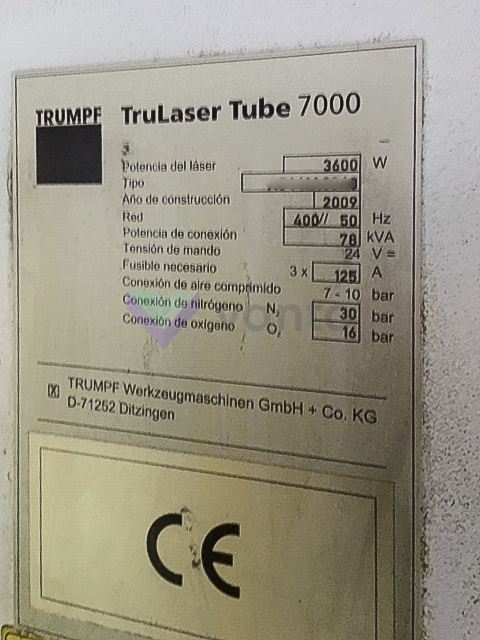 TRUMPF TruLaser Tube 7000
Potencia del láser 3600 W
Tipo
Año de construcción 2009
Red 400// 50 Hz
Potencia de conexión 78 kVA
Tensión de mando 24 V =
Fusible necesario 3 x 125 A
Conexión de aire comprimido 7 - 10 bar
Conexión de nitrógeno N₂ 30 bar
Conexión de oxígeno O₂ 16 bar
TRUMPF Werkzeugmaschinen GmbH + Co. KG
D-71252 Ditzingen
CE